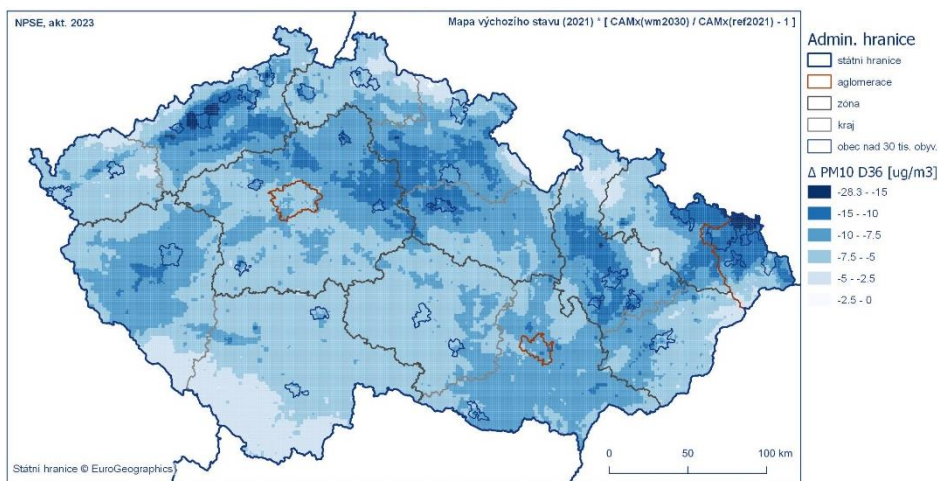 NPSE, akt. 2023
Mapa výchozího stavu (2021) * [ CAMx(wm2030) / CAMx(ref2021) - 1 ]
Admin. hranice
státní hranice
aglomerace
zóna
kraj
obec nad 30 tis. obyv.
Δ PM10 D36 [ug/m3]
-28.3 - -15
-15 - -10
-10 - -7.5
-7.5 - -5
-5 - -2.5
-2.5 - 0
0 50 100 km
Státní hranice © EuroGeographics